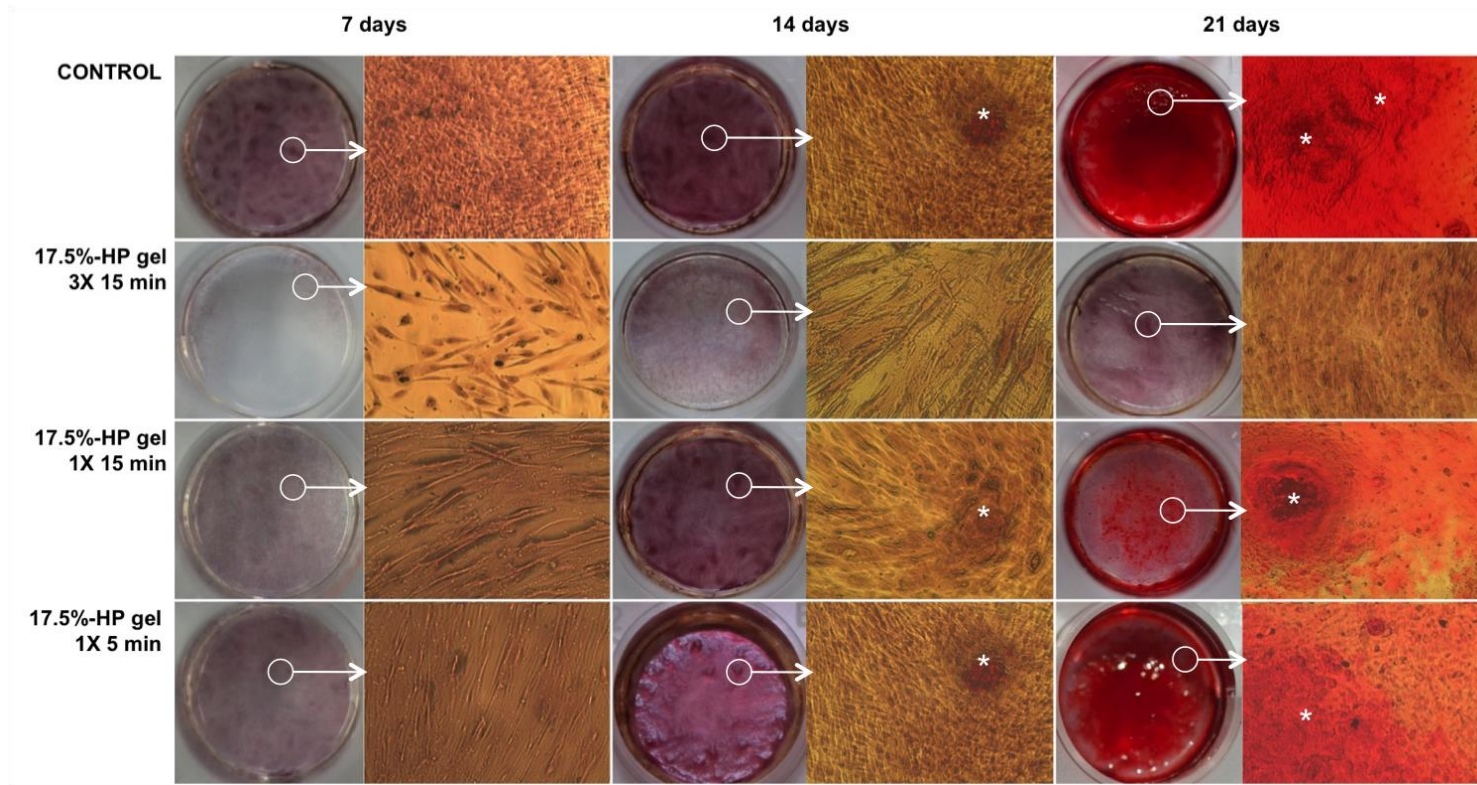 7 days
14 days
21 days
CONTROL
*
*
*
17.5%-HP gel
3X 15 min
17.5%-HP gel
1X 15 min
*
*
17.5%-HP gel
1X 5 min
*
*